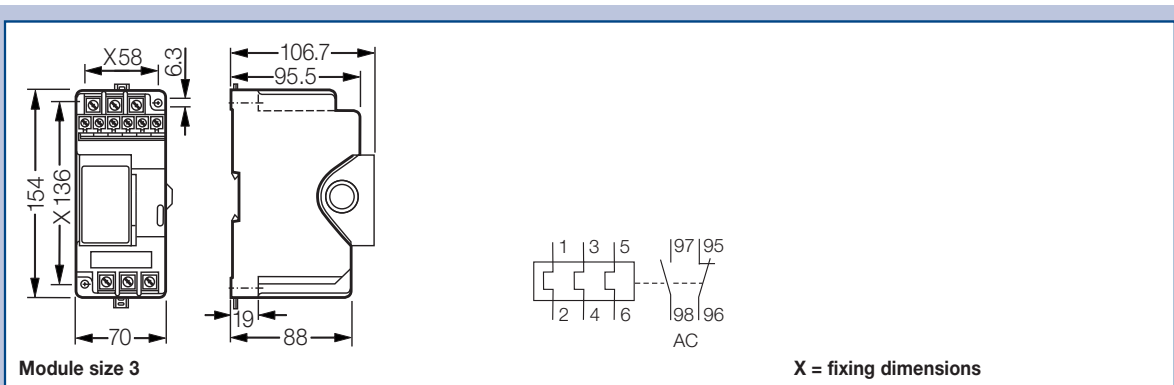 X58
6.3
106.7
95.5
154
X136
19
70
88
1 3 5 97 95
2 4 6 98 96
AC
Module size 3
X = fixing dimensions